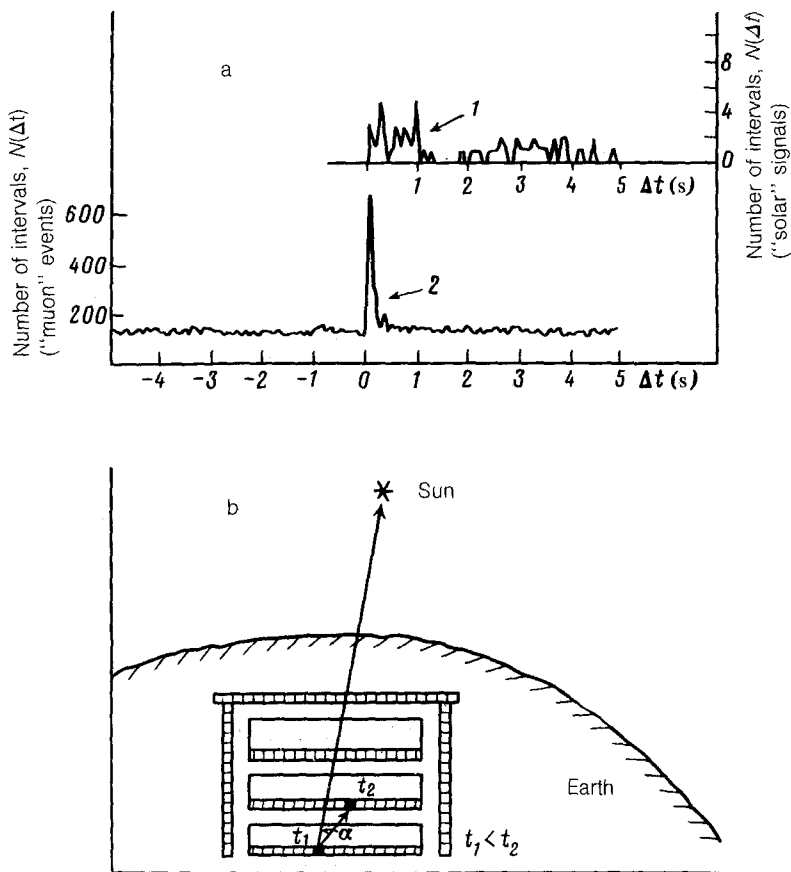 a
Number of intervals, N(Δt)
("muon" events)
Number of intervals, N(Δt)
("solar" signals)
8
4
0
1
1 2 3 4 5 Δt (s)
600
400
200
2
-4 -3 -2 -1 0 1 2 3 4 5 Δt (s)
b
Sun
Earth
t₂
t₁ α
t₁ < t₂